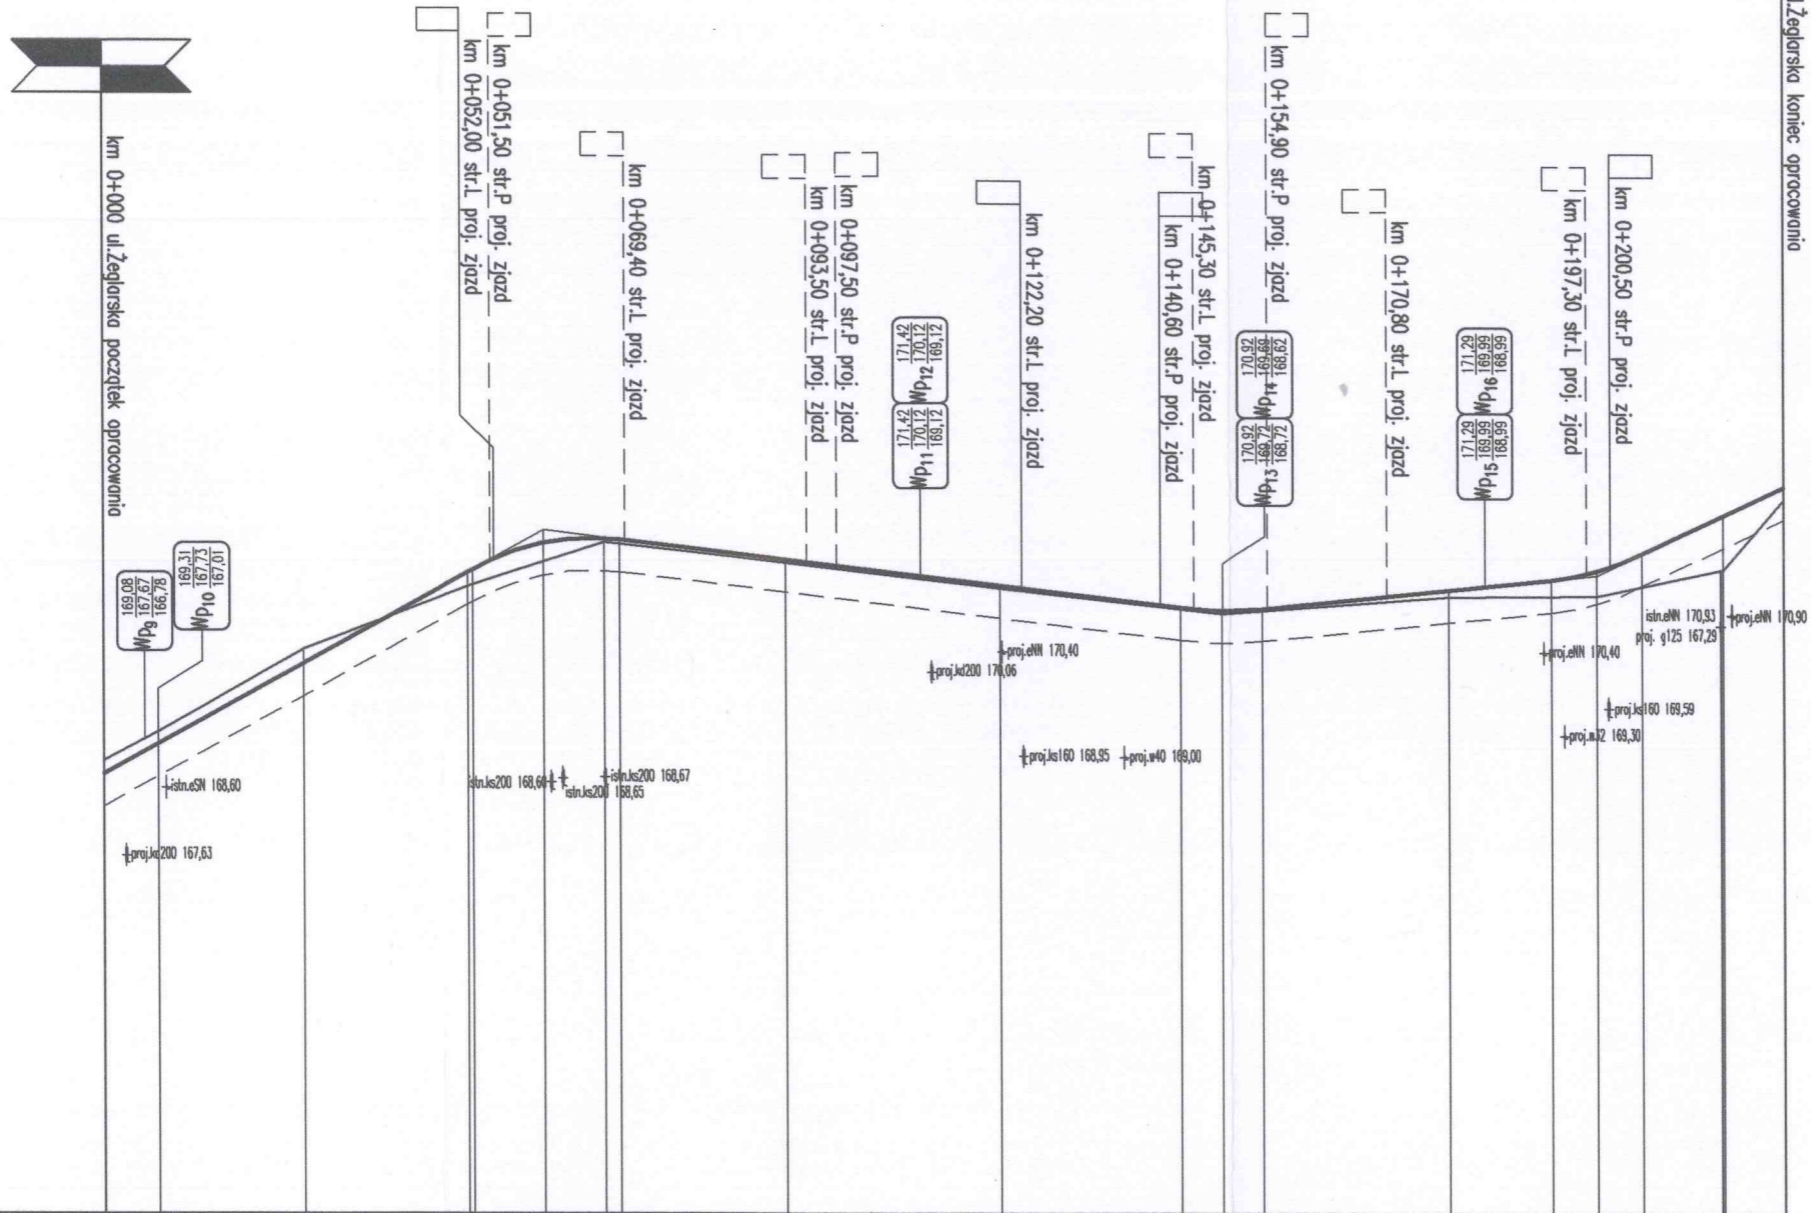 km 0+000 ul.Żeglarska początek opracowania
km 0+052,00 str.L proj. zjazd
km 0+051,50 str.P proj. zjazd
km 0+069,40 str.L proj. zjazd
km 0+093,50 str.L proj. zjazd
km 0+097,50 str.P proj. zjazd
km 0+122,20 str.L proj. zjazd
km 0+140,60 str.P proj. zjazd
km 0+145,30 str.L proj. zjazd
km 0+154,90 str.P proj. zjazd
km 0+170,80 str.L proj. zjazd
km 0+197,30 str.L proj. zjazd
km 0+200,50 str.P proj. zjazd
l.Żeglarska koniec opracowania
Wp9 169,08 167,67 166,78
Wp10 169,31 167,73 167,01
Wp11 171,42 170,12 169,12
Wp12 171,42 170,12 169,12
Wp13 170,92 169,72 168,72
Wp14 170,92 169,69 168,62
Wp15 171,29 169,99 168,99
Wp16 171,29 169,99 168,99
istn.eSN 168,60
proj.kd200 167,63
istn.ks200 168,65
istn.ks200 168,67
proj.kd200 170,06
proj.eNN 170,40
proj.ks160 168,95
proj.w40 169,00
proj.eNN 170,40
proj.w32 169,30
proj.ks160 169,59
istn.eNN 170,93
proj. g125 167,29
proj.eNN 170,90